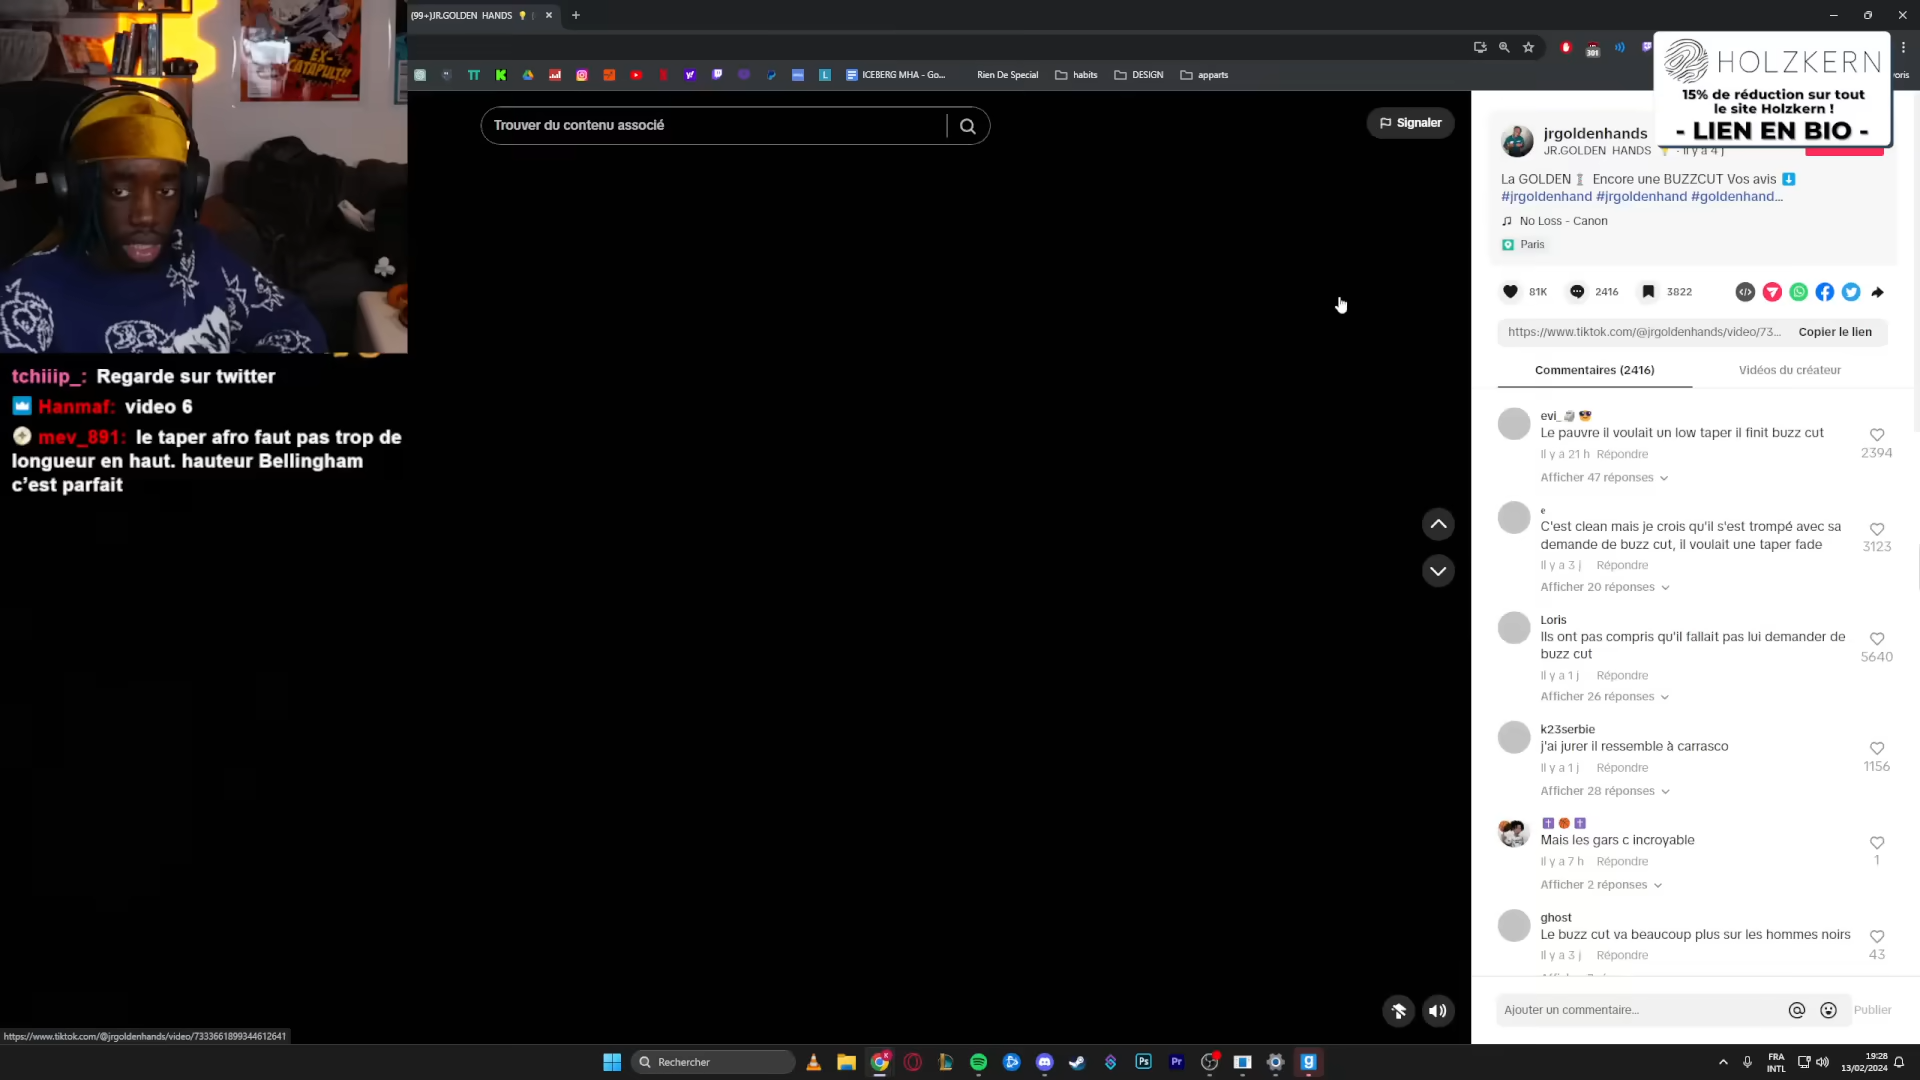 (99+)JR.GOLDEN HANDS
ICEBERG MHA - Go...
Rien De Special
habits
DESIGN
apparts
301
HOLZKERN
15% de réduction sur tout
le site Holzkern !
- LIEN EN BIO -
EX-
CATAPULT!!
Trouver du contenu associé
Signaler
jrgoldenhands
JR.GOLDEN HANDS · Il y a 4 j
La GOLDEN Encore une BUZZCUT Vos avis
#jrgoldenhand #jrgoldenhand #goldenhand...
No Loss - Canon
Paris
81K
2416
3822
https://www.tiktok.com/@jrgoldenhands/video/73...
Copier le lien
Commentaires (2416)
Vidéos du créateur
tchiiip_: Regarde sur twitter
Hanmaf: video 6
mev_891: le taper afro faut pas trop de
longueur en haut. hauteur Bellingham
c'est parfait
evi_
Le pauvre il voulait un low taper il finit buzz cut
Il y a 21 h Répondre
2394
Afficher 47 réponses
e
C'est clean mais je crois qu'il s'est trompé avec sa
demande de buzz cut, il voulait une taper fade
3123
Il y a 3 j Répondre
Afficher 20 réponses
Loris
Ils ont pas compris qu'il fallait pas lui demander de
buzz cut
5640
Il y a 1 j Répondre
Afficher 26 réponses
k23serbie
j'ai jurer il ressemble à carrasco
Il y a 1 j Répondre
1156
Afficher 28 réponses
Mais les gars c incroyable
Il y a 7 h Répondre
1
Afficher 2 réponses
ghost
Le buzz cut va beaucoup plus sur les hommes noirs
Il y a 3 j Répondre
43
Ajouter un commentaire...
Publier
https://www.tiktok.com/@jrgoldenhands/video/7333661899344612641
Rechercher
Ps
Pr
FRA
INTL
19:28
13/02/2024